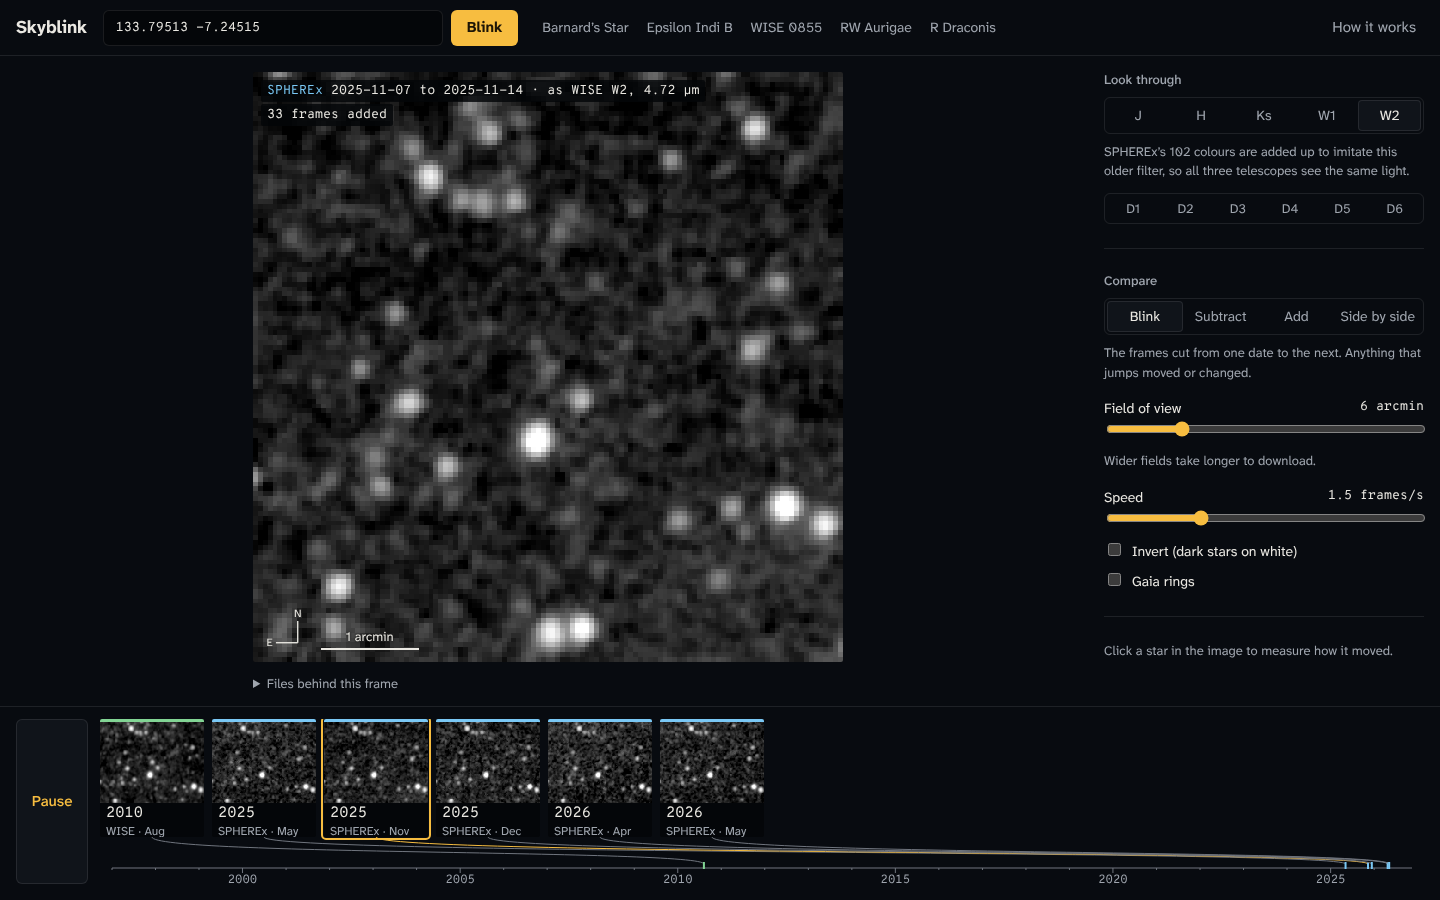 Skyblink
133.79513 -7.24515
Blink
Barnard's Star
Epsilon Indi B
WISE 0855
RW Aurigae
R Draconis
How it works
SPHEREx 2025-11-07 to 2025-11-14 · as WISE W2, 4.72 µm
33 frames added
N
E
1 arcmin
▶ Files behind this frame
Look through
J H Ks W1 W2
SPHEREx's 102 colours are added up to imitate this
older filter, so all three telescopes see the same light.
D1 D2 D3 D4 D5 D6
Compare
Blink Subtract Add Side by side
The frames cut from one date to the next. Anything that
jumps moved or changed.
Field of view 6 arcmin
Wider fields take longer to download.
Speed 1.5 frames/s
Invert (dark stars on white)
Gaia rings
Click a star in the image to measure how it moved.
Pause
2010
WISE · Aug
2025
SPHEREx · May
2025
SPHEREx · Nov
2025
SPHEREx · Dec
2026
SPHEREx · Apr
2026
SPHEREx · May
2000 2005 2010 2015 2020 2025